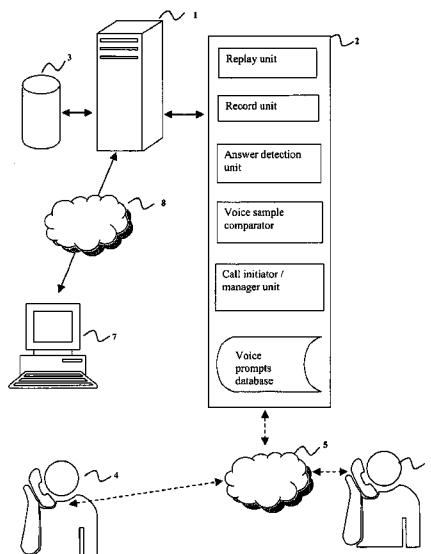 1
3
2
Replay unit
Record unit
Answer detection
unit
Voice sample
comparator
8
Call initiator /
manager unit
7
Voice
prompts
database
5
4